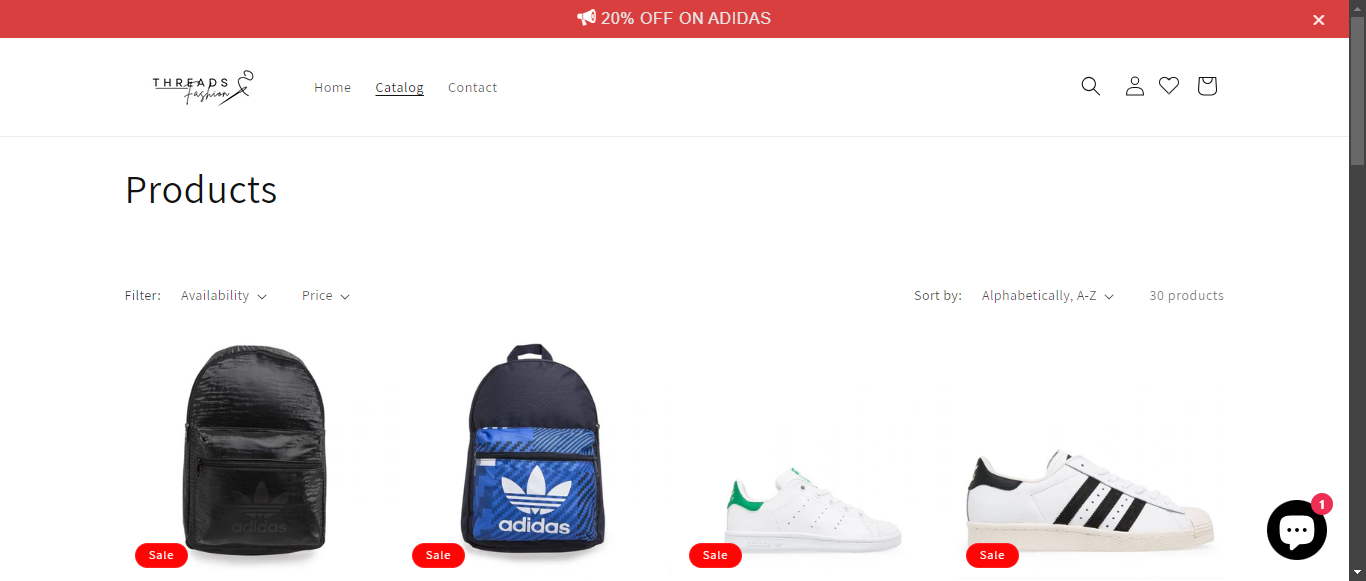 20% OFF ON ADIDAS
THREADS
Fashion
Home
Catalog
Contact
Products
Filter:
Availability
Price
Sort by:
Alphabetically, A-Z
30 products
adidas
adidas
Sale
Sale
Sale
Sale
1